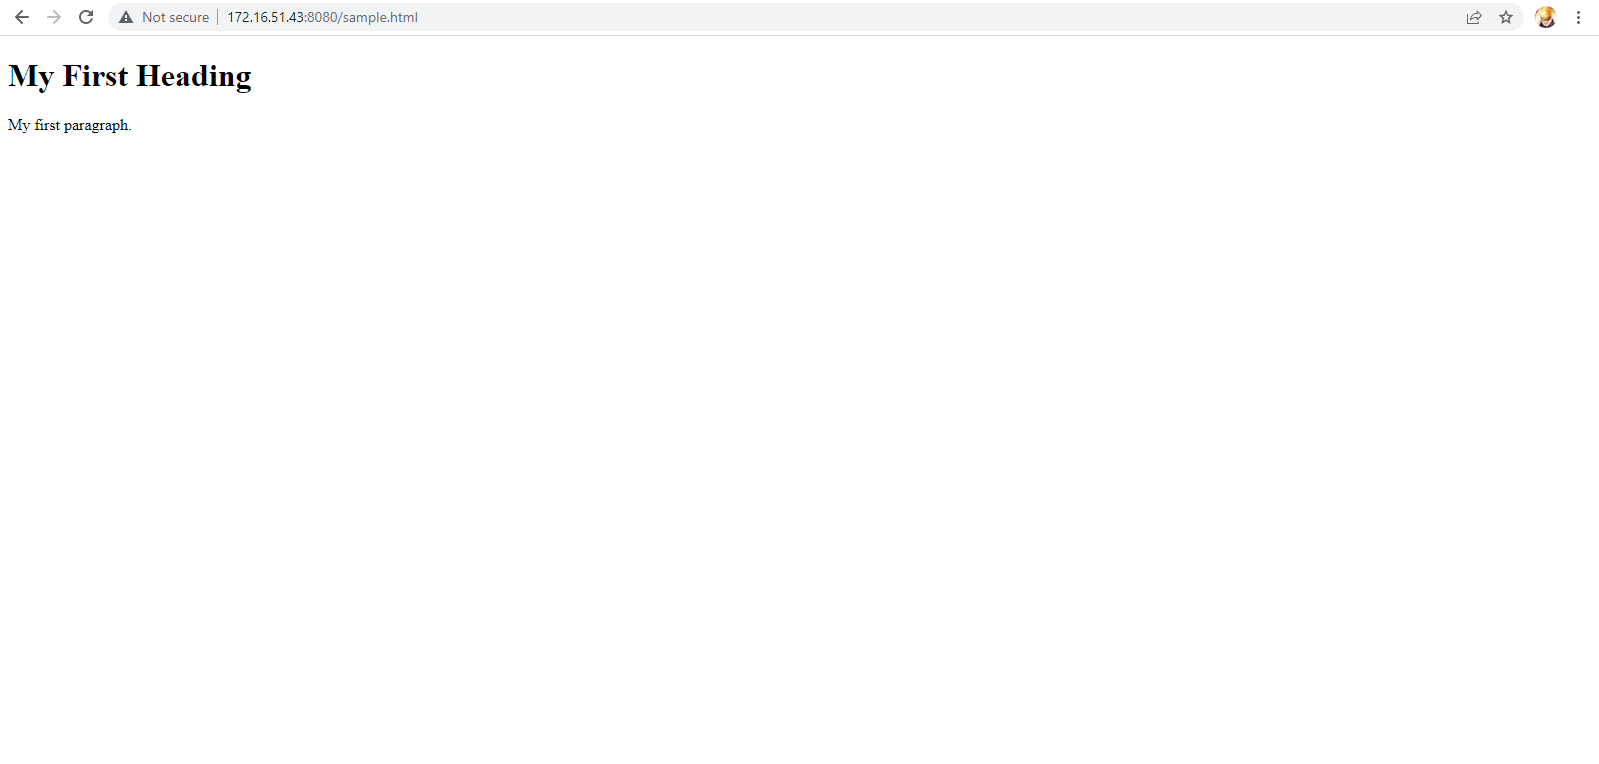 Not secure 172.16.51.43:8080/sample.html
My First Heading
My first paragraph.